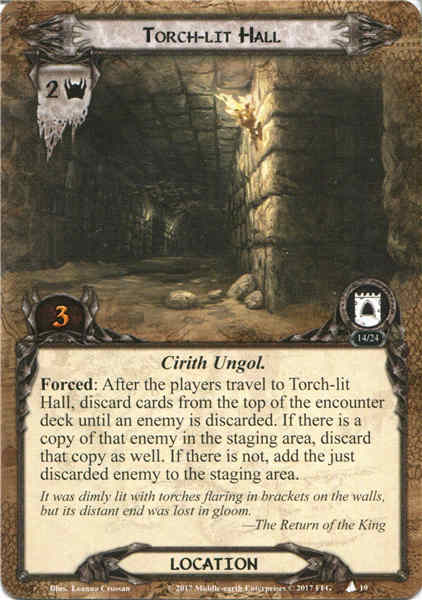 Torch-lit Hall
2
3
14/24
Cirith Ungol.
Forced: After the players travel to Torch-lit
Hall, discard cards from the top of the encounter
deck until an enemy is discarded. If there is a
copy of that enemy in the staging area, discard
that copy as well. If there is not, add the just
discarded enemy to the staging area.
It was dimly lit with torches flaring in brackets on the walls,
but its distant end was lost in gloom.
—The Return of the King
LOCATION
Illus. Leanna Crossan © 2017 Middle-earth Enterprises © 2017 FFG 19